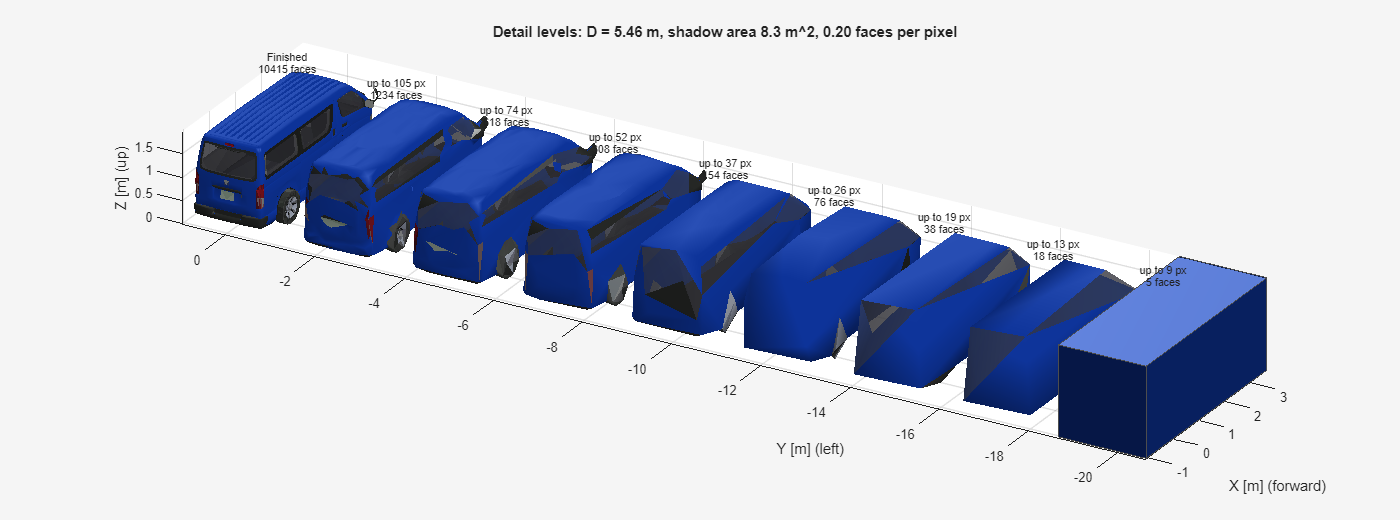 Detail levels: D = 5.46 m, shadow area 8.3 m^2, 0.20 faces per pixel
Finished
10415 faces
up to 105 px
1234 faces
up to 74 px
up to 52 px
up to 37 px
up to 26 px
76 faces
up to 19 px
38 faces
up to 13 px
18 faces
up to 9 px
5 faces
Z [m] (up)
1.5
1
0.5
0
0
-2
-4
-6
-8
-10
-12
-14
-16
-18
-20
Y [m] (left)
3
2
1
0
-1
X [m] (forward)